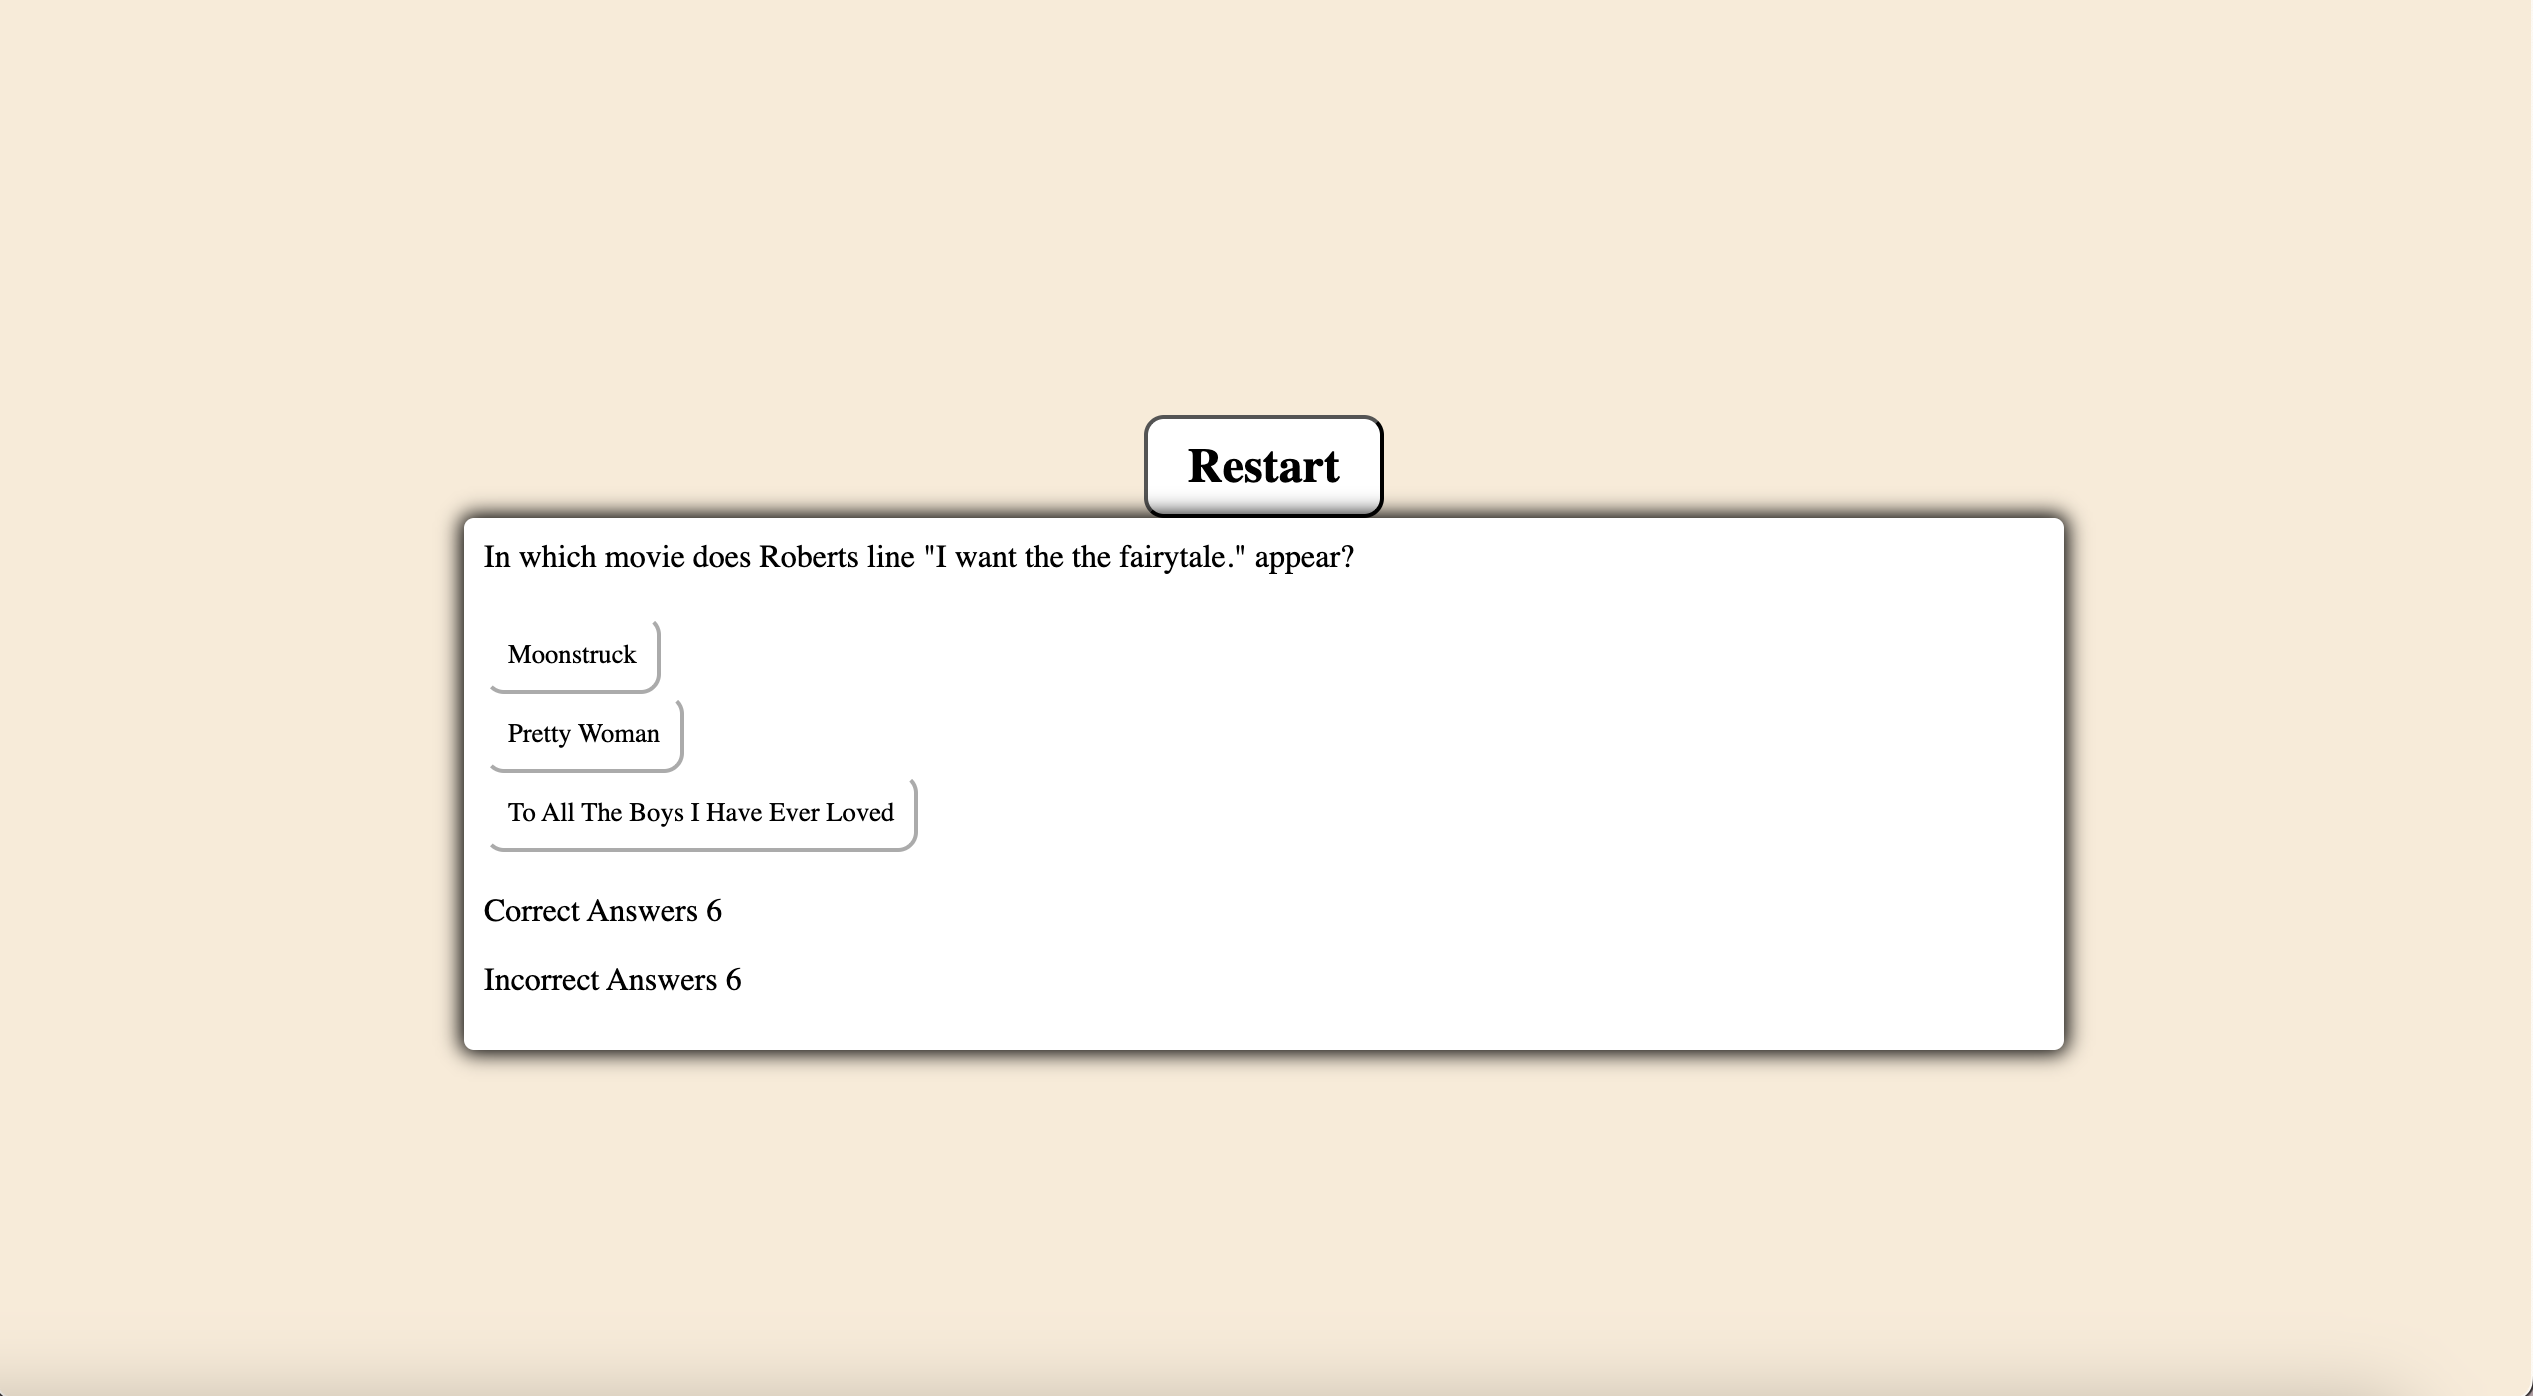 Restart
In which movie does Roberts line "I want the the fairytale." appear?
Moonstruck
Pretty Woman
To All The Boys I Have Ever Loved
Correct Answers 6
Incorrect Answers 6